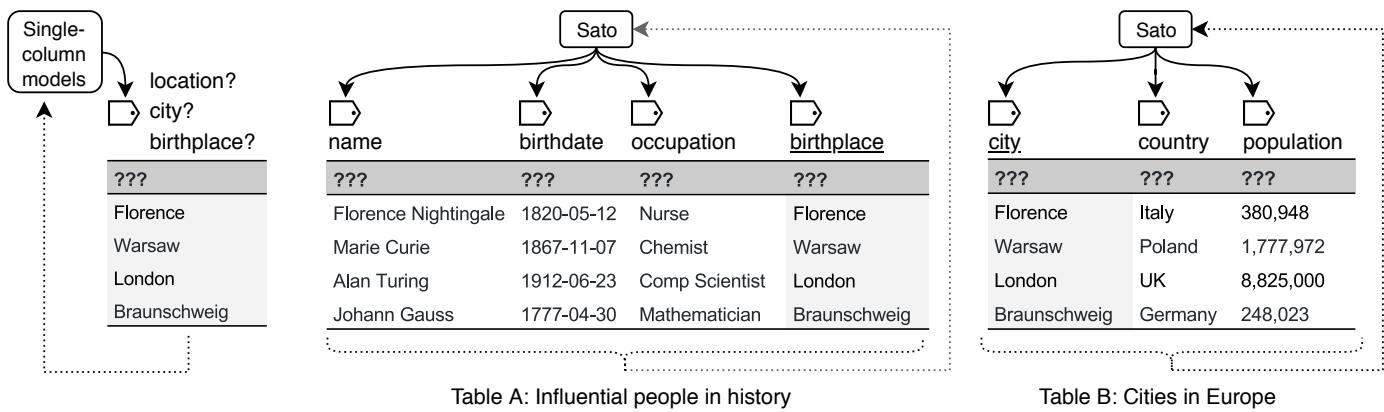 Single-
column
models
location?
city?
birthplace?
???
Florence
Warsaw
London
Braunschweig
Sato
name birthdate occupation birthplace
??? ??? ??? ???
Florence Nightingale 1820-05-12 Nurse Florence
Marie Curie 1867-11-07 Chemist Warsaw
Alan Turing 1912-06-23 Comp Scientist London
Johann Gauss 1777-04-30 Mathematician Braunschweig
Table A: Influential people in history
Sato
city country population
??? ??? ???
Florence Italy 380,948
Warsaw Poland 1,777,972
London UK 8,825,000
Braunschweig Germany 248,023
Table B: Cities in Europe